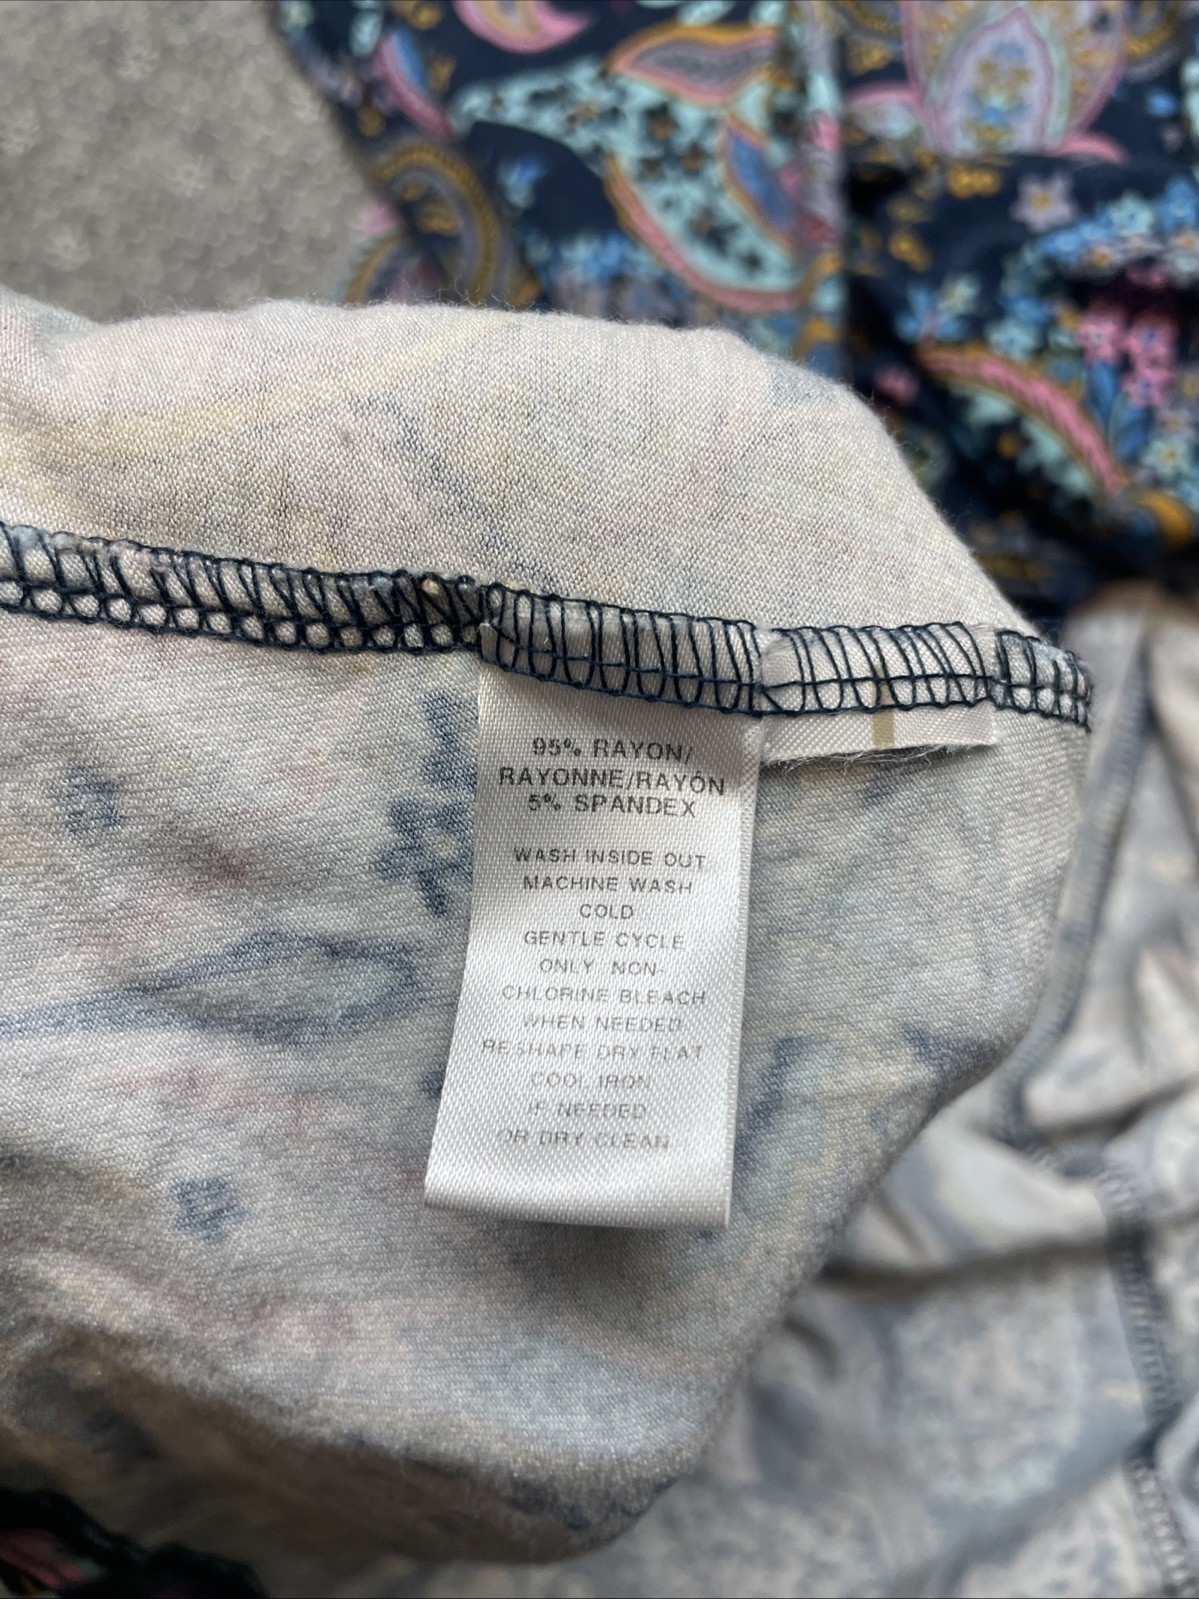 95% RAYON/
RAYONNE/RAYÓN
5% SPANDEX
WASH INSIDE OUT
MACHINE WASH
COLD
GENTLE CYCLE
ONLY NON-
CHLORINE BLEACH
WHEN NEEDED
RESHAPE DRY FLAT
COOL IRON
IF NEEDED
OR DRY CLEAN